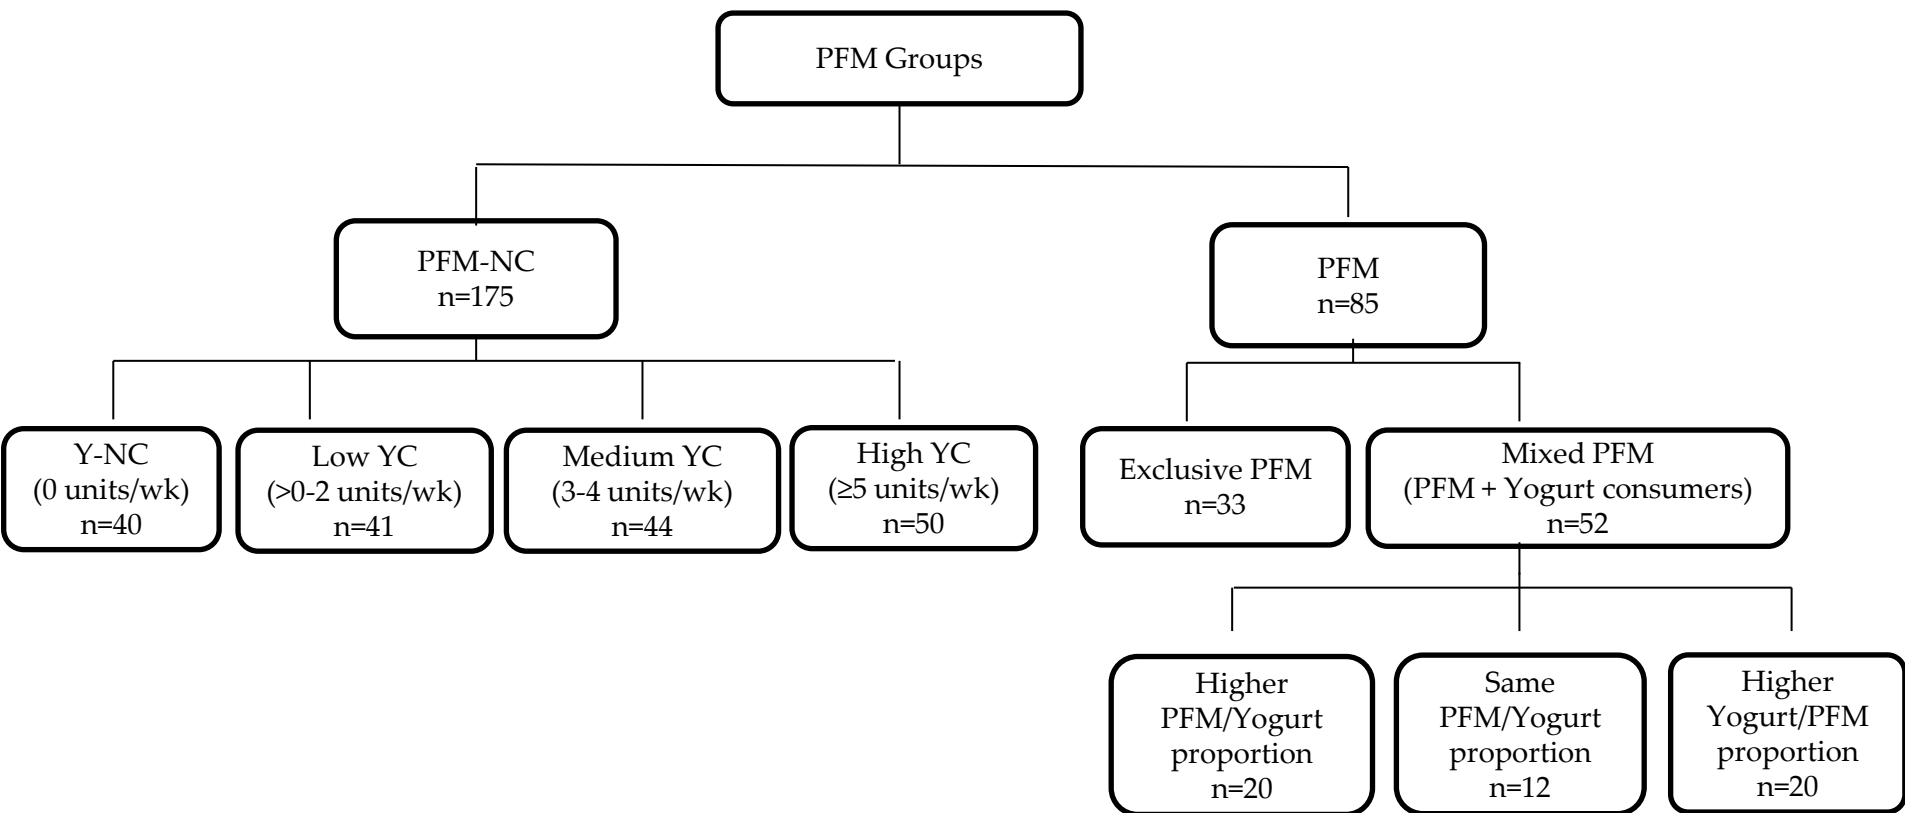 PFM Groups
PFM-NC
n=175
PFM
n=85
Y-NC
(0 units/wk)
n=40
Low YC
(>0-2 units/wk)
n=41
Medium YC
(3-4 units/wk)
n=44
High YC
(≥5 units/wk)
n=50
Exclusive PFM
n=33
Mixed PFM
(PFM + Yogurt consumers)
n=52
Higher
PFM/Yogurt
proportion
n=20
Same
PFM/Yogurt
proportion
n=12
Higher
Yogurt/PFM
proportion
n=20